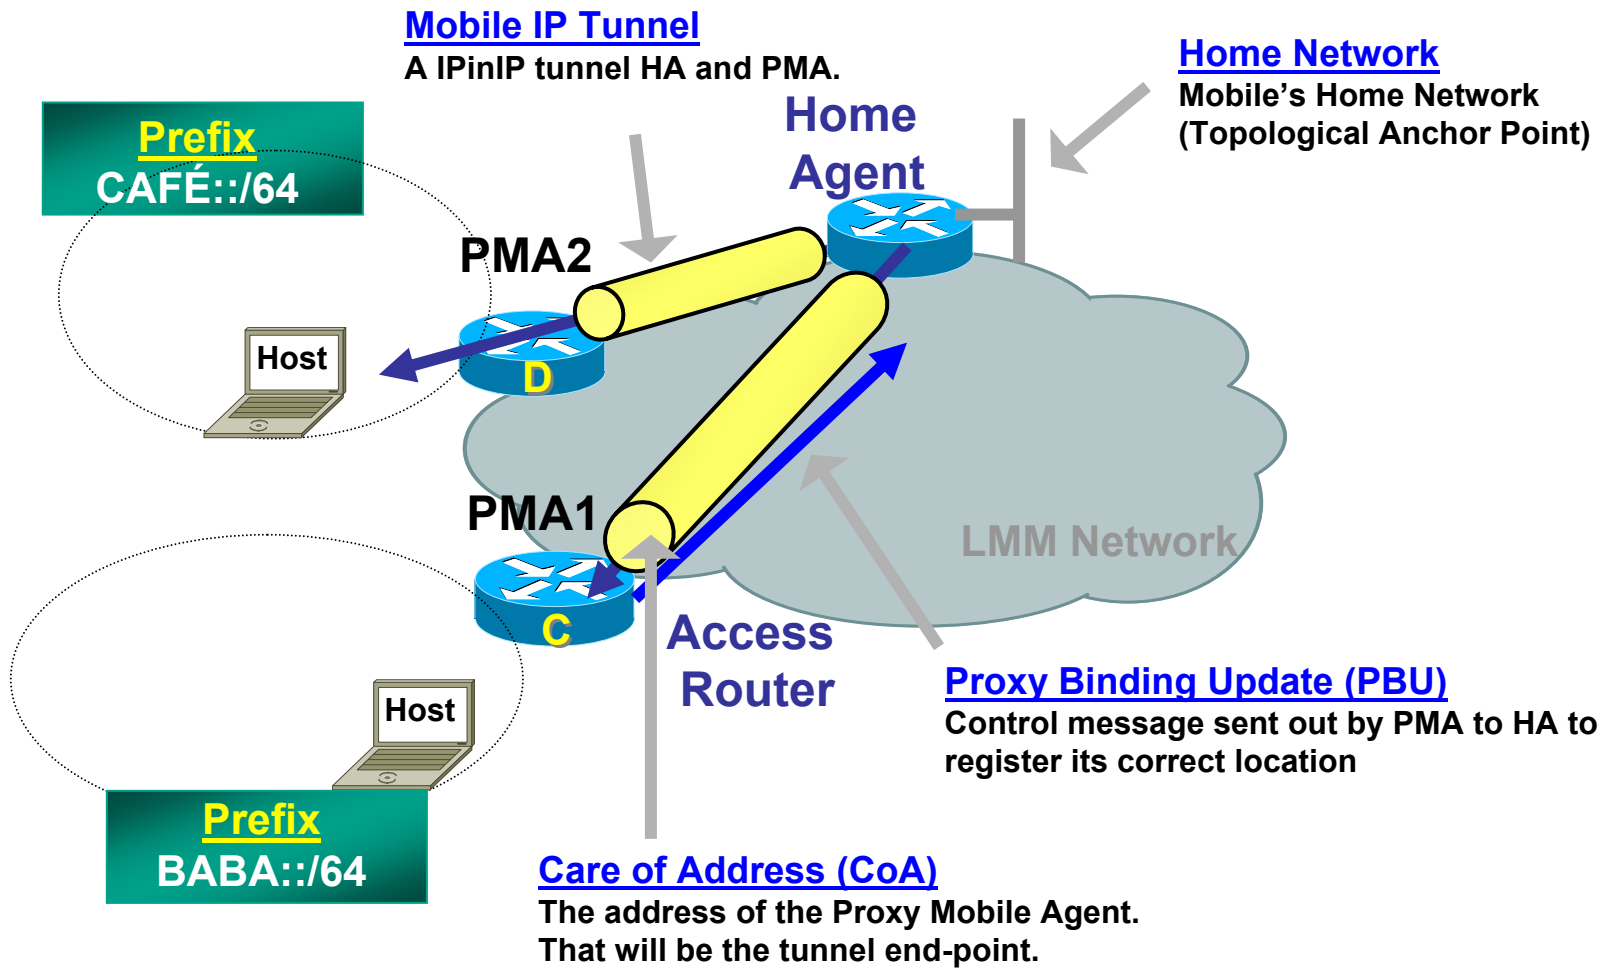 Mobile IP Tunnel
A IPinIP tunnel HA and PMA.
Home Network
Mobile's Home Network
(Topological Anchor Point)
Home
Agent
Prefix
CAFÉ::/64
PMA2
Host
D
PMA1
LMM Network
C
Access
Router
Host
Proxy Binding Update (PBU)
Control message sent out by PMA to HA to
register its correct location
Prefix
BABA::/64
Care of Address (CoA)
The address of the Proxy Mobile Agent.
That will be the tunnel end-point.